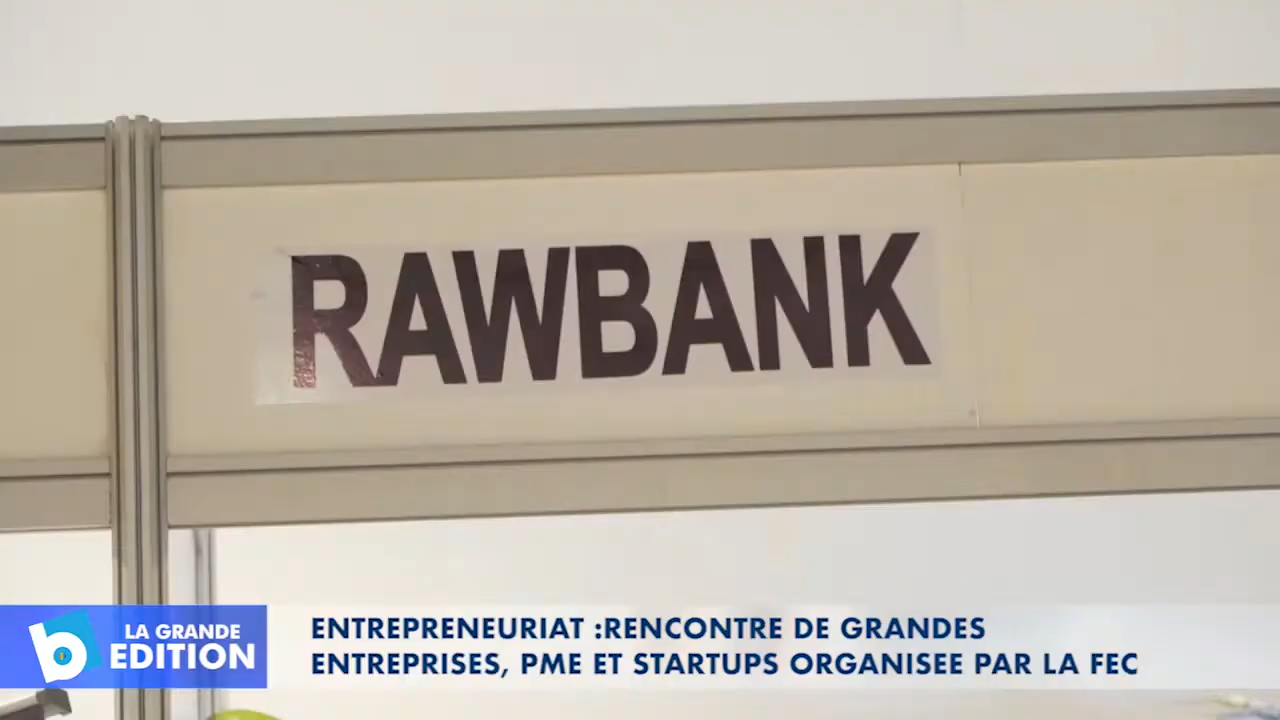 RAWBANK
LA GRANDE
EDITION
ENTREPRENEURIAT :RENCONTRE DE GRANDES
ENTREPRISES, PME ET STARTUPS ORGANISEE PAR LA FEC